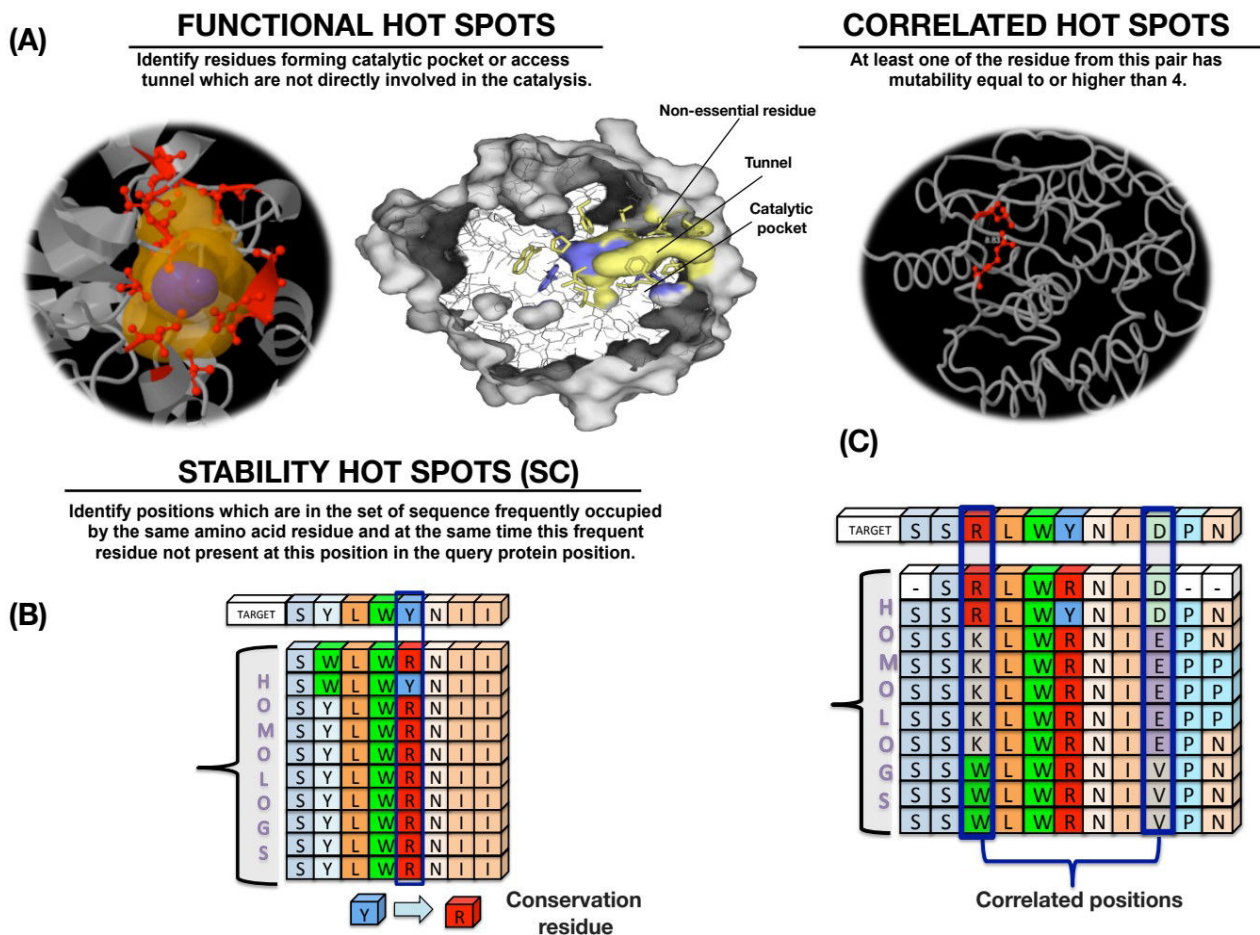 (A)
FUNCTIONAL HOT SPOTS
Identify residues forming catalytic pocket or access
tunnel which are not directly involved in the catalysis.
Non-essential residue
Tunnel
Catalytic
pocket
CORRELATED HOT SPOTS
At least one of the residue from this pair has
mutability equal to or higher than 4.
8.83
STABILITY HOT SPOTS (SC)
Identify positions which are in the set of sequence frequently occupied
by the same amino acid residue and at the same time this frequent
residue not present at this position in the query protein position.
(B)
TARGET S Y L W Y N I I
HOMOLOGS
S W L W R N I I
S W L W Y N I I
S Y L W R N I I
S Y L W R N I I
S Y L W R N I I
S Y L W R N I I
S Y L W R N I I
S Y L W R N I I
S Y L W R N I I
S Y L W R N I I
Y R
Conservation
residue
(C)
TARGET S S R L W Y N I D P N
HOMOLOGS
- S R L W R N I D - -
S S R L W Y N I D P N
S S K L W R N I E P N
S S K L W R N I E P P
S S K L W R N I E P P
S S K L W R N I E P P
S S K L W R N I E P N
S S W L W R N I V P N
S S W L W R N I V P N
S S W L W R N I V P N
Correlated positions